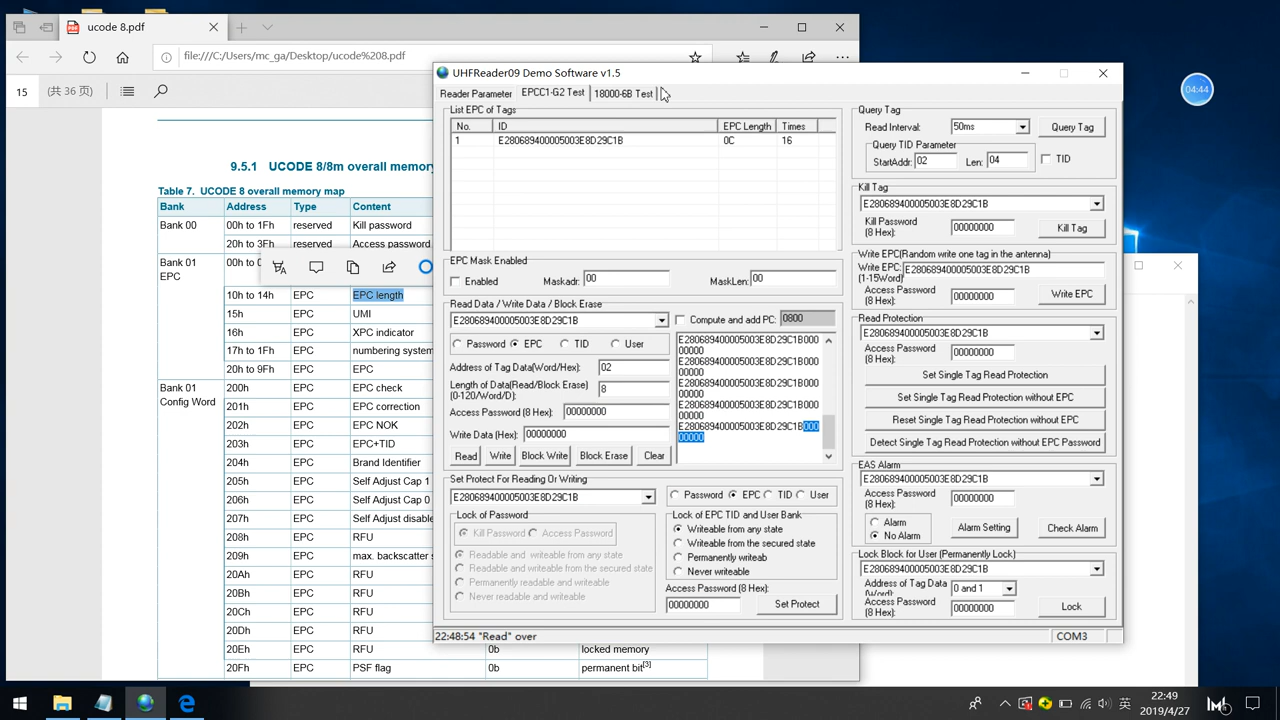 ucode 8.pdf
file:///C:/Users/mc_ga/Desktop/ucode%208.pdf
15 (共 36 页)
9.5.1 UCODE 8/8m overall memory
Table 7. UCODE 8 overall memory map
Bank Address Type Content
Bank 00 00h to 1Fh reserved Kill password
20h to 3Fh reserved Access password
Bank 01
EPC
00h to 0
10h to 14h EPC EPC length
15h EPC UMI
16h EPC XPC indicator
17h to 1Fh EPC numbering system
20h to 9Fh EPC EPC
Bank 01
Config Word
200h EPC EPC check
201h EPC EPC correction
202h EPC EPC NOK
203h EPC EPC+TID
204h EPC Brand Identifier
205h EPC Self Adjust Cap 1
206h EPC Self Adjust Cap 0
207h EPC Self Adjust disable
208h EPC RFU
209h EPC max. backscatter s
20Ah EPC RFU
20Bh EPC RFU
20Ch EPC RFU
20Dh EPC RFU
20Eh EPC RFU 0b locked memory
20Fh EPC PSF flag 0b permanent bit[3]
UHFReader09 Demo Software v1.5
Reader Parameter EPCC1-G2 Test 18000-6B Test
List EPC of Tags
No. ID EPC Length Times
1 E280689400005003E8D29C1B 0C 16
EPC Mask Enabled
Enabled Maskadr: 00 MaskLen: 00
Read Data / Write Data / Block Erase
E280689400005003E8D29C1B
Compute and add PC: 0800
Password EPC TID User
Address of Tag Data(Word/Hex): 02
Length of Data(Read/Block Erase)
(0-120/Word/D): 8
Access Password (8 Hex): 00000000
Write Data (Hex): 00000000
Read Write Block Write Block Erase Clear
E280689400005003E8D29C1B000
00000
E280689400005003E8D29C1B000
00000
E280689400005003E8D29C1B000
00000
E280689400005003E8D29C1B000
00000
E280689400005003E8D29C1B000
00000
Set Protect For Reading Or Writing
E280689400005003E8D29C1B
Lock of Password
Kill Password Access Password
Readable and writeable from any state
Readable and writeable from the secured state
Permanently readable and writeable
Never readable and writeable
Password EPC TID User
Lock of EPC TID and User Bank
Writeable from any state
Writeable from the secured state
Permanently writeab
Never writeable
Access Password (8 Hex):
00000000 Set Protect
Query Tag
Read Interval: 50ms Query Tag
Query TID Parameter
StartAddr: 02 Len: 04 TID
Kill Tag
E280689400005003E8D29C1B
Kill Password
(8 Hex): 00000000 Kill Tag
Write EPC(Random write one tag in the antenna)
Write EPC: E280689400005003E8D29C1B
(1-15Word)
Access Password
(8 Hex): 00000000 Write EPC
Read Protection
E280689400005003E8D29C1B
Access Password
(8 Hex): 00000000
Set Single Tag Read Protection
Set Single Tag Read Protection without EPC
Reset Single Tag Read Protection without EPC
Detect Single Tag Read Protection without EPC Password
EAS Alarm
E280689400005003E8D29C1B
Access Password
(8 Hex): 00000000
Alarm
No Alarm
Alarm Setting Check Alarm
Lock Block for User (Permanently Lock)
E280689400005003E8D29C1B
Address of Tag Data
(Word): 0 and 1
Access Password
(8 Hex): 00000000 Lock
22:48:54 "Read" over COM3
04:44
英
22:49
2019/4/27